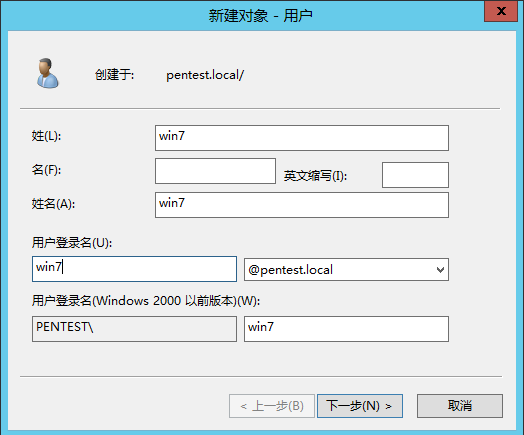 新建对象 - 用户
x
创建于: pentest.local/
姓(L): win7
名(F): 英文缩写(I):
姓名(A): win7
用户登录名(U):
win7 @pentest.local
用户登录名(Windows 2000 以前版本)(W):
PENTEST\ win7
< 上一步(B) 下一步(N) > 取消